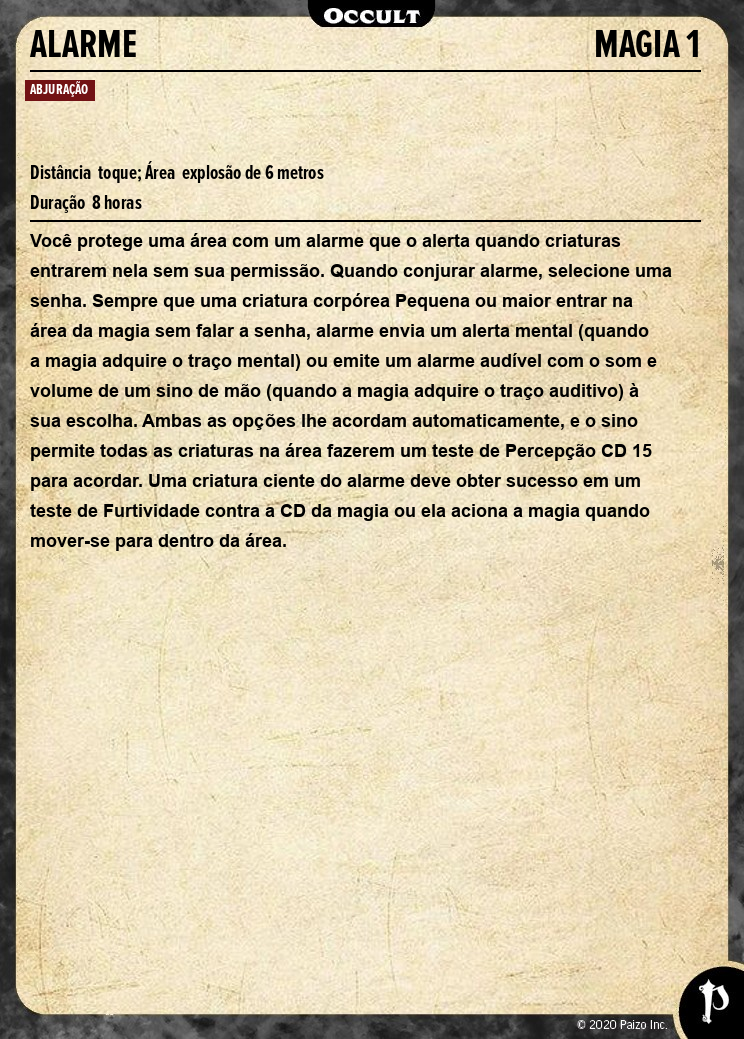 OCCULT
ALARME MAGIA 1
ABJURAÇÃO
Distância toque; Área explosão de 6 metros
Duração 8 horas
Você protege uma área com um alarme que o alerta quando criaturas
entrarem nela sem sua permissão. Quando conjurar alarme, selecione uma
senha. Sempre que uma criatura corpórea Pequena ou maior entrar na
área da magia sem falar a senha, alarme envia um alerta mental (quando
a magia adquire o traço mental) ou emite um alarme audível com o som e
volume de um sino de mão (quando a magia adquire o traço auditivo) à
sua escolha. Ambas as opções lhe acordam automaticamente, e o sino
permite todas as criaturas na área fazerem um teste de Percepção CD 15
para acordar. Uma criatura ciente do alarme deve obter sucesso em um
teste de Furtividade contra a CD da magia ou ela aciona a magia quando
mover-se para dentro da área.
© 2020 Paizo Inc.
p